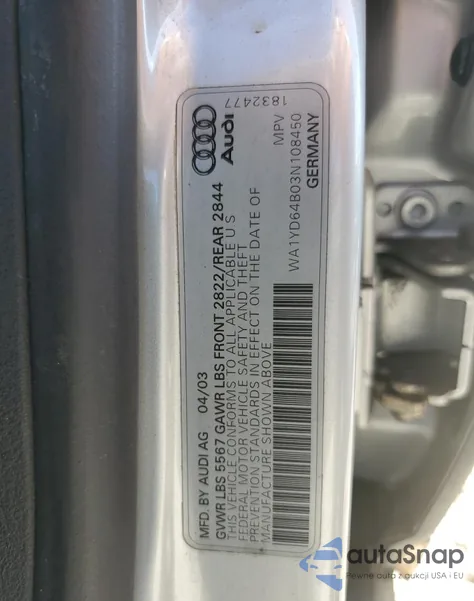 1832477
Audi
MFD. BY AUDI AG 04/03 MPV
GVWR LBS 5567 GAWR LBS FRONT 2822/REAR 2844
THIS VEHICLE CONFORMS TO ALL APPLICABLE U S
FEDERAL MOTOR VEHICLE SAFETY AND THEFT
PREVENTION STANDARDS IN EFFECT ON THE DATE OF
MANUFACTURE SHOWN ABOVE
WA1YD64B03N108450
GERMANY
autoSnap
Pewne auta z aukcji USA i EU